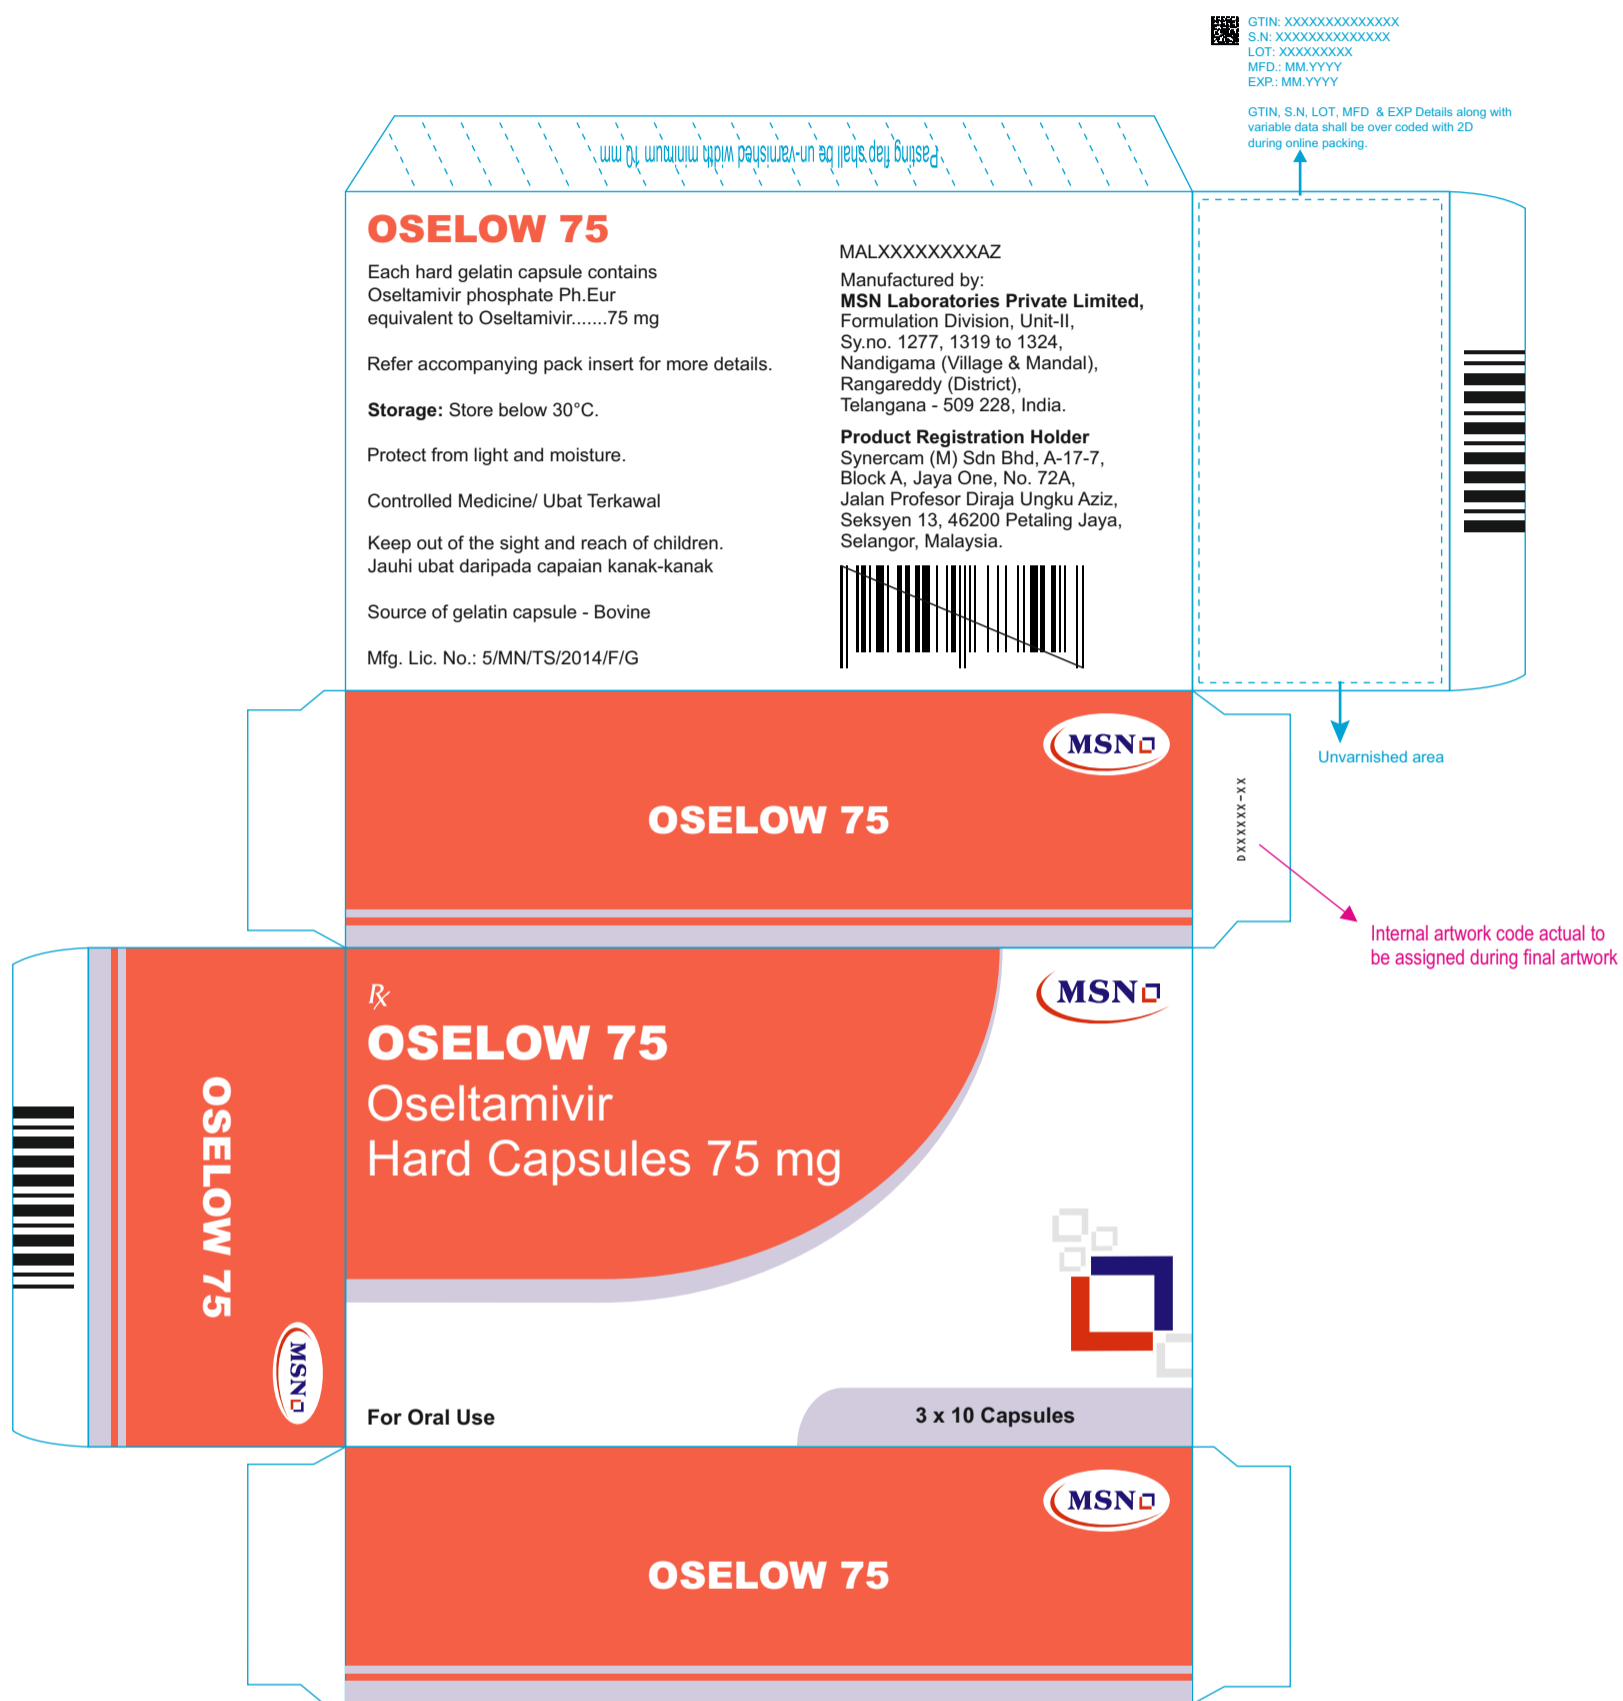 GTIN: XXXXXXXXXXXXXX
S.N: XXXXXXXXXXXXXX
LOT: XXXXXXXXX
MFD.: MM.YYYY
EXP.: MM.YYYY
GTIN, S.N, LOT, MFD & EXP Details along with
variable data shall be over coded with 2D
during online packing.
Pasting flap shall be un-varnished width minimum 10 mm
OSELOW 75
Each hard gelatin capsule contains
Oseltamivir phosphate Ph.Eur
equivalent to Oseltamivir.......75 mg
Refer accompanying pack insert for more details.
Storage: Store below 30°C.
Protect from light and moisture.
Controlled Medicine/ Ubat Terkawal
Keep out of the sight and reach of children.
Jauhi ubat daripada capaian kanak-kanak
Source of gelatin capsule - Bovine
Mfg. Lic. No.: 5/MN/TS/2014/F/G
MALXXXXXXXXAZ
Manufactured by:
MSN Laboratories Private Limited,
Formulation Division, Unit-II,
Sy.no. 1277, 1319 to 1324,
Nandigama (Village & Mandal),
Rangareddy (District),
Telangana - 509 228, India.
Product Registration Holder
Synercam (M) Sdn Bhd, A-17-7,
Block A, Jaya One, No. 72A,
Jalan Profesor Diraja Ungku Aziz,
Seksyen 13, 46200 Petaling Jaya,
Selangor, Malaysia.
Unvarnished area
MSN
OSELOW 75
DXXXXXX-XX
Internal artwork code actual to
be assigned during final artwork
OSELOW 75
MSN
Rx
OSELOW 75
Oseltamivir
Hard Capsules 75 mg
MSN
For Oral Use
3 x 10 Capsules
MSN
OSELOW 75